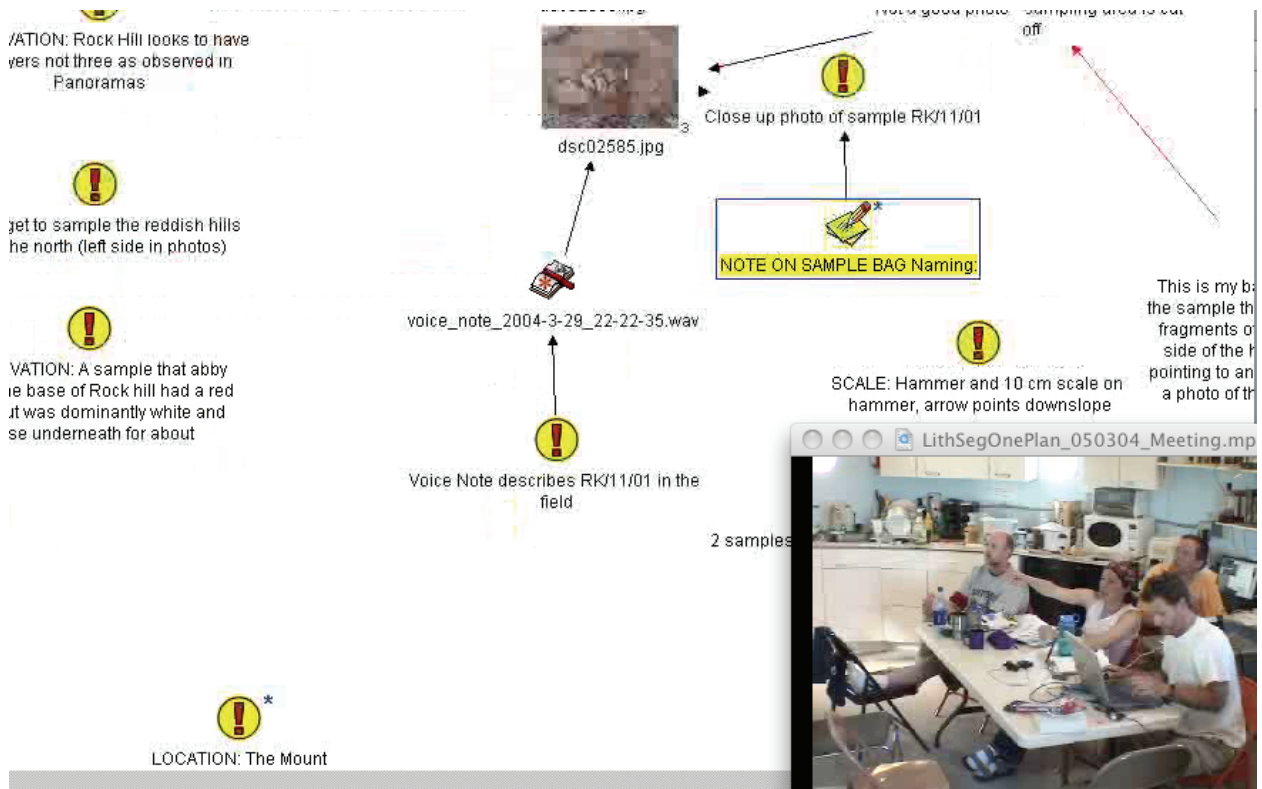 VATION: Rock Hill looks to have
vers not three as observed in
Panoramas
off
3
dsc02585.jpg
Close up photo of sample RK/11/01
get to sample the reddish hills
he north (left side in photos)
NOTE ON SAMPLE BAG Naming:
voice_note_2004-3-29_22-22-35.wav
VATION: A sample that abby
e base of Rock hill had a red
ut was dominantly white and
se underneath for about
This is my b
the sample th
fragments o
side of the h
pointing to an
a photo of th
SCALE: Hammer and 10 cm scale on
hammer, arrow points downslope
Voice Note describes RK/11/01 in the
field
2 samples
LithSegOnePlan_050304_Meeting.mp
LOCATION: The Mount